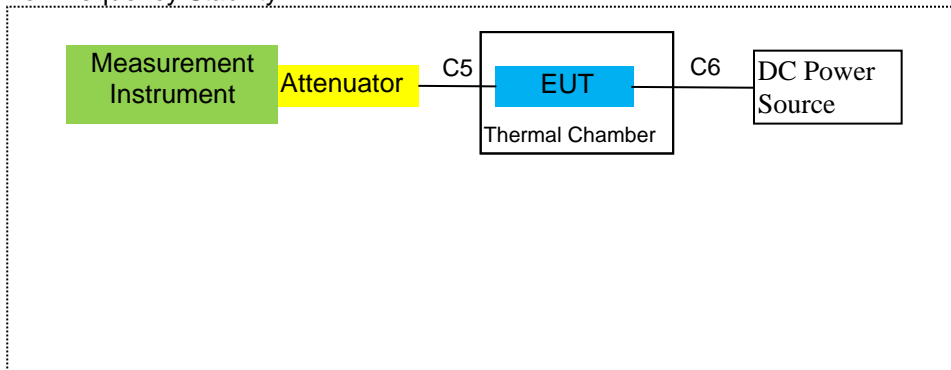 Measurement
Instrument
Attenuator
C5
EUT
Thermal Chamber
C6
DC Power
Source